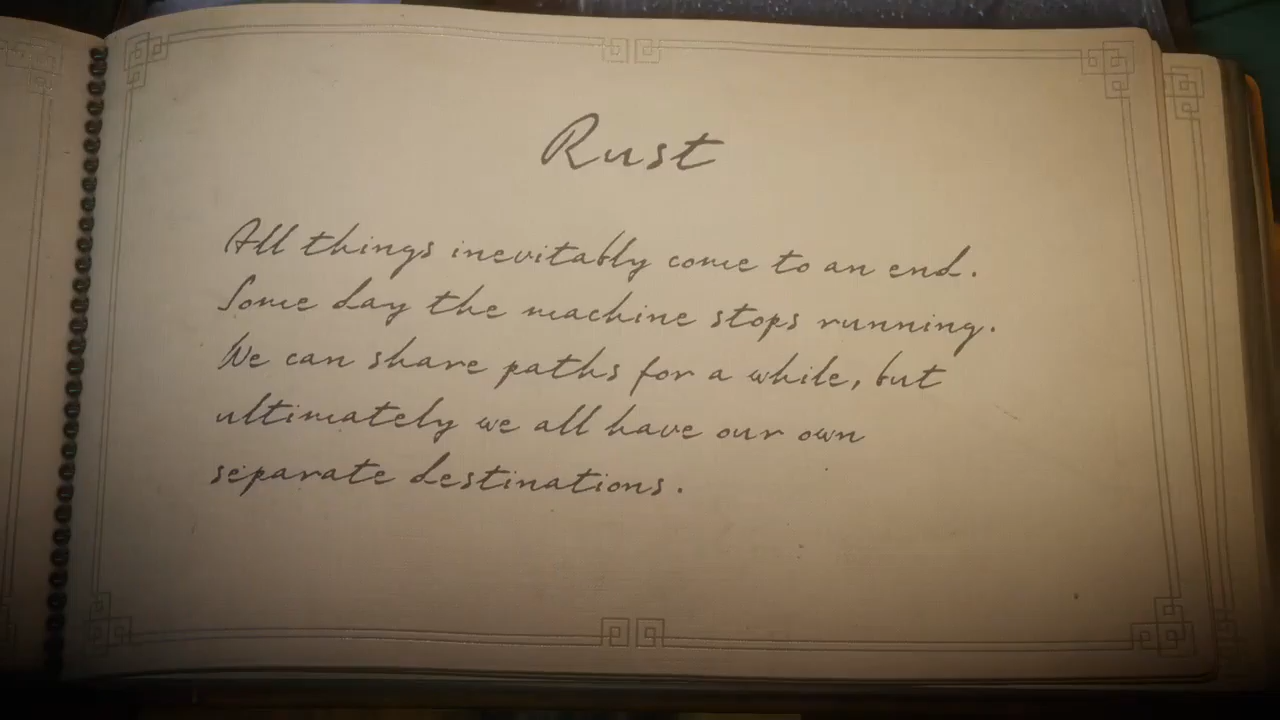 Rust
All things inevitably come to an end.
Some day the machine stops running.
We can share paths for a while, but
ultimately we all have our own
separate destinations.